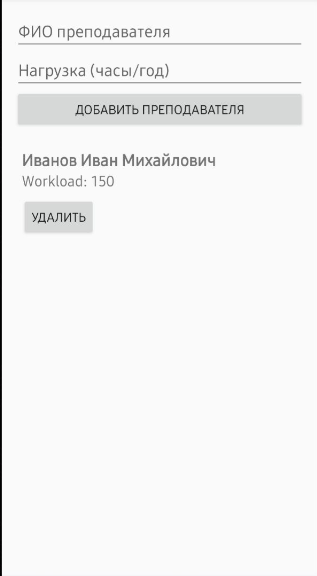 ФИО преподавателя
Нагрузка (часы/год)
ДОБАВИТЬ ПРЕПОДАВАТЕЛЯ
Иванов Иван Михайлович
Workload: 150
УДАЛИТЬ